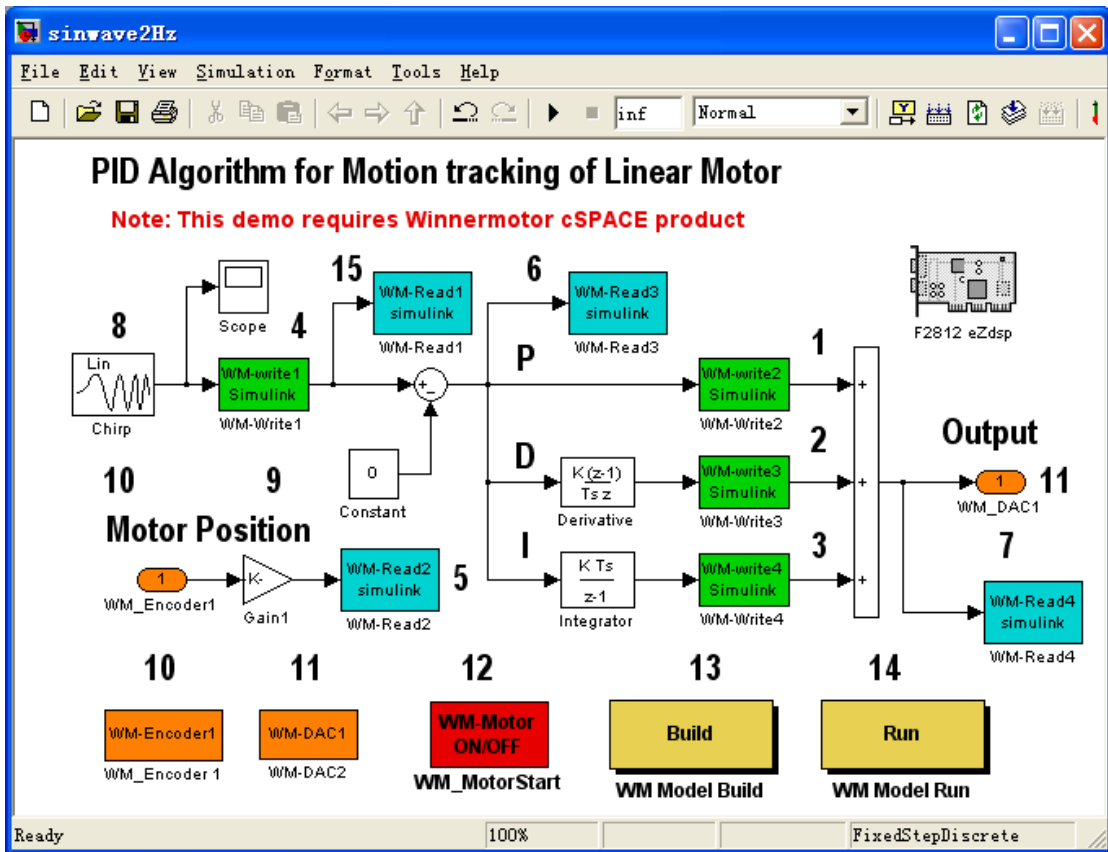 sinwave2Hz
File Edit View Simulation Format Tools Help
inf Normal
PID Algorithm for Motion tracking of Linear Motor
Note: This demo requires Winnermotor cSPACE product
15
6
WM-Read1
simulink
WM-Read1
WM-Read3
simulink
WM-Read3
F2812 eZdsp
Scope
8
4
Lin
Chirp
WM-write1
Simulink
WM-Write1
+
-
P
WM-write2
Simulink
WM-Write2
1
+
0
Constant
D
K (z-1)
Ts z
Derivative
WM-write3
Simulink
WM-Write3
2
+
Output
1
WM_DAC1
11
10
9
Motor Position
1
WM_Encoder1
K-
Gain1
WM-Read2
simulink
WM-Read2
5
I
K Ts
z-1
Integrator
WM-write4
Simulink
WM-Write4
3
+
7
WM-Read4
simulink
WM-Read4
10
11
12
13
14
WM-Encoder1
WM_Encoder 1
WM-DAC1
WM-DAC2
WM-Motor
ON/OFF
WM_MotorStart
Build
WM Model Build
Run
WM Model Run
Ready 100% FixedStepDiscrete